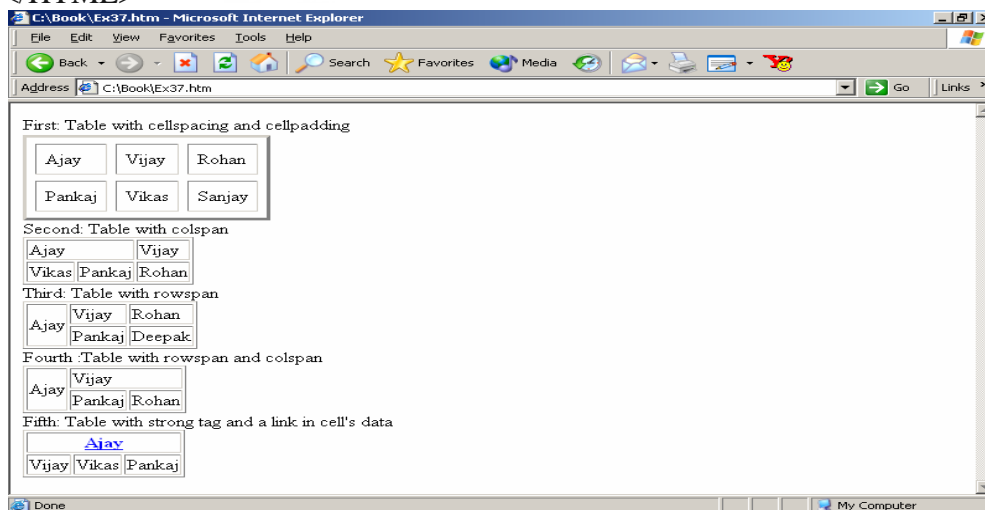 </HTML>
C:\Book\Ex37.htm - Microsoft Internet Explorer
File Edit View Favorites Tools Help
Back Search Favorites Media
Address C:\Book\Ex37.htm Go Links
First: Table with cellspacing and cellpadding
Ajay Vijay Rohan
Pankaj Vikas Sanjay
Second: Table with colspan
Ajay Vijay
Vikas Pankaj Rohan
Third: Table with rowspan
Ajay Vijay Rohan
Pankaj Deepak
Fourth :Table with rowspan and colspan
Ajay Vijay
Pankaj Rohan
Fifth: Table with strong tag and a link in cell's data
Ajay
Vijay Vikas Pankaj
Done My Computer